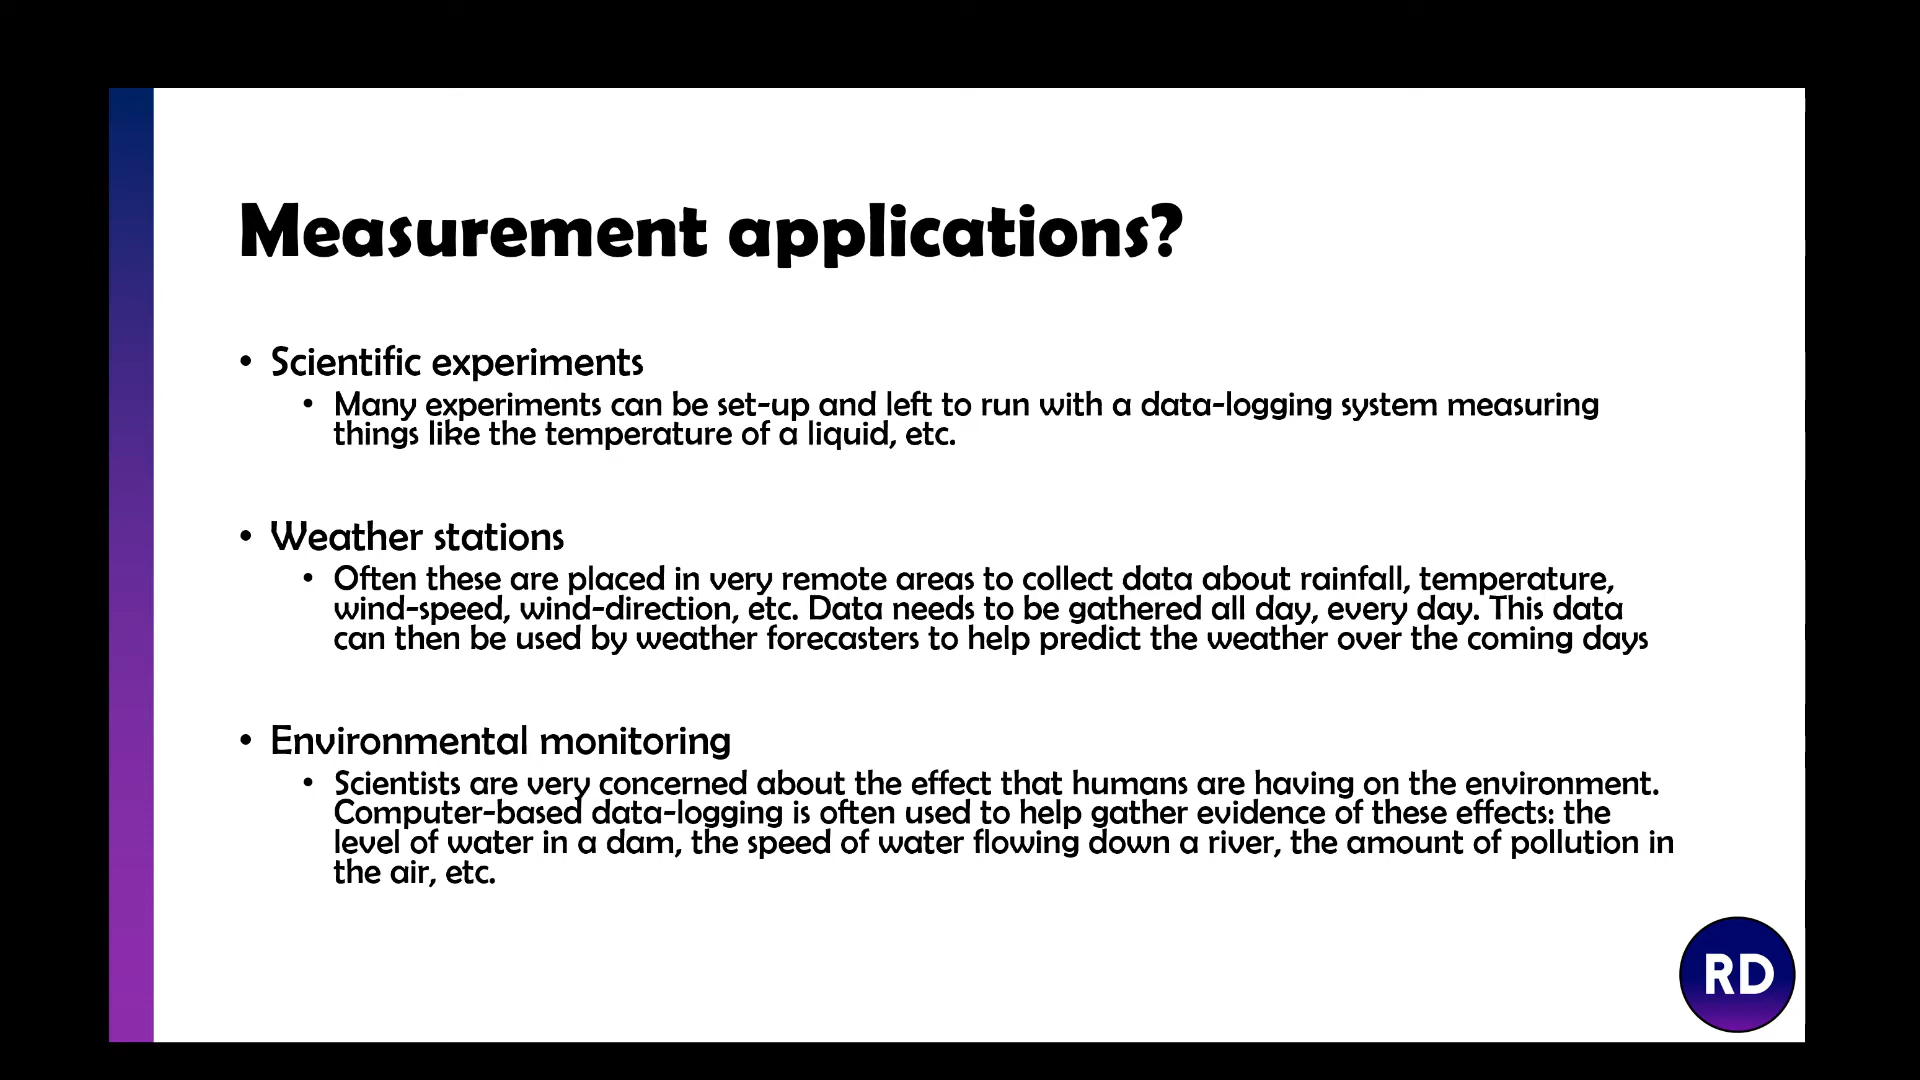 Measurement applications?
• Scientific experiments
• Many experiments can be set-up and left to run with a data-logging system measuring
things like the temperature of a liquid, etc.
• Weather stations
• Often these are placed in very remote areas to collect data about rainfall, temperature,
wind-speed, wind-direction, etc. Data needs to be gathered all day, every day. This data
can then be used by weather forecasters to help predict the weather over the coming days
• Environmental monitoring
• Scientists are very concerned about the effect that humans are having on the environment.
Computer-based data-logging is often used to help gather evidence of these effects: the
level of water in a dam, the speed of water flowing down a river, the amount of pollution in
the air, etc.
RD